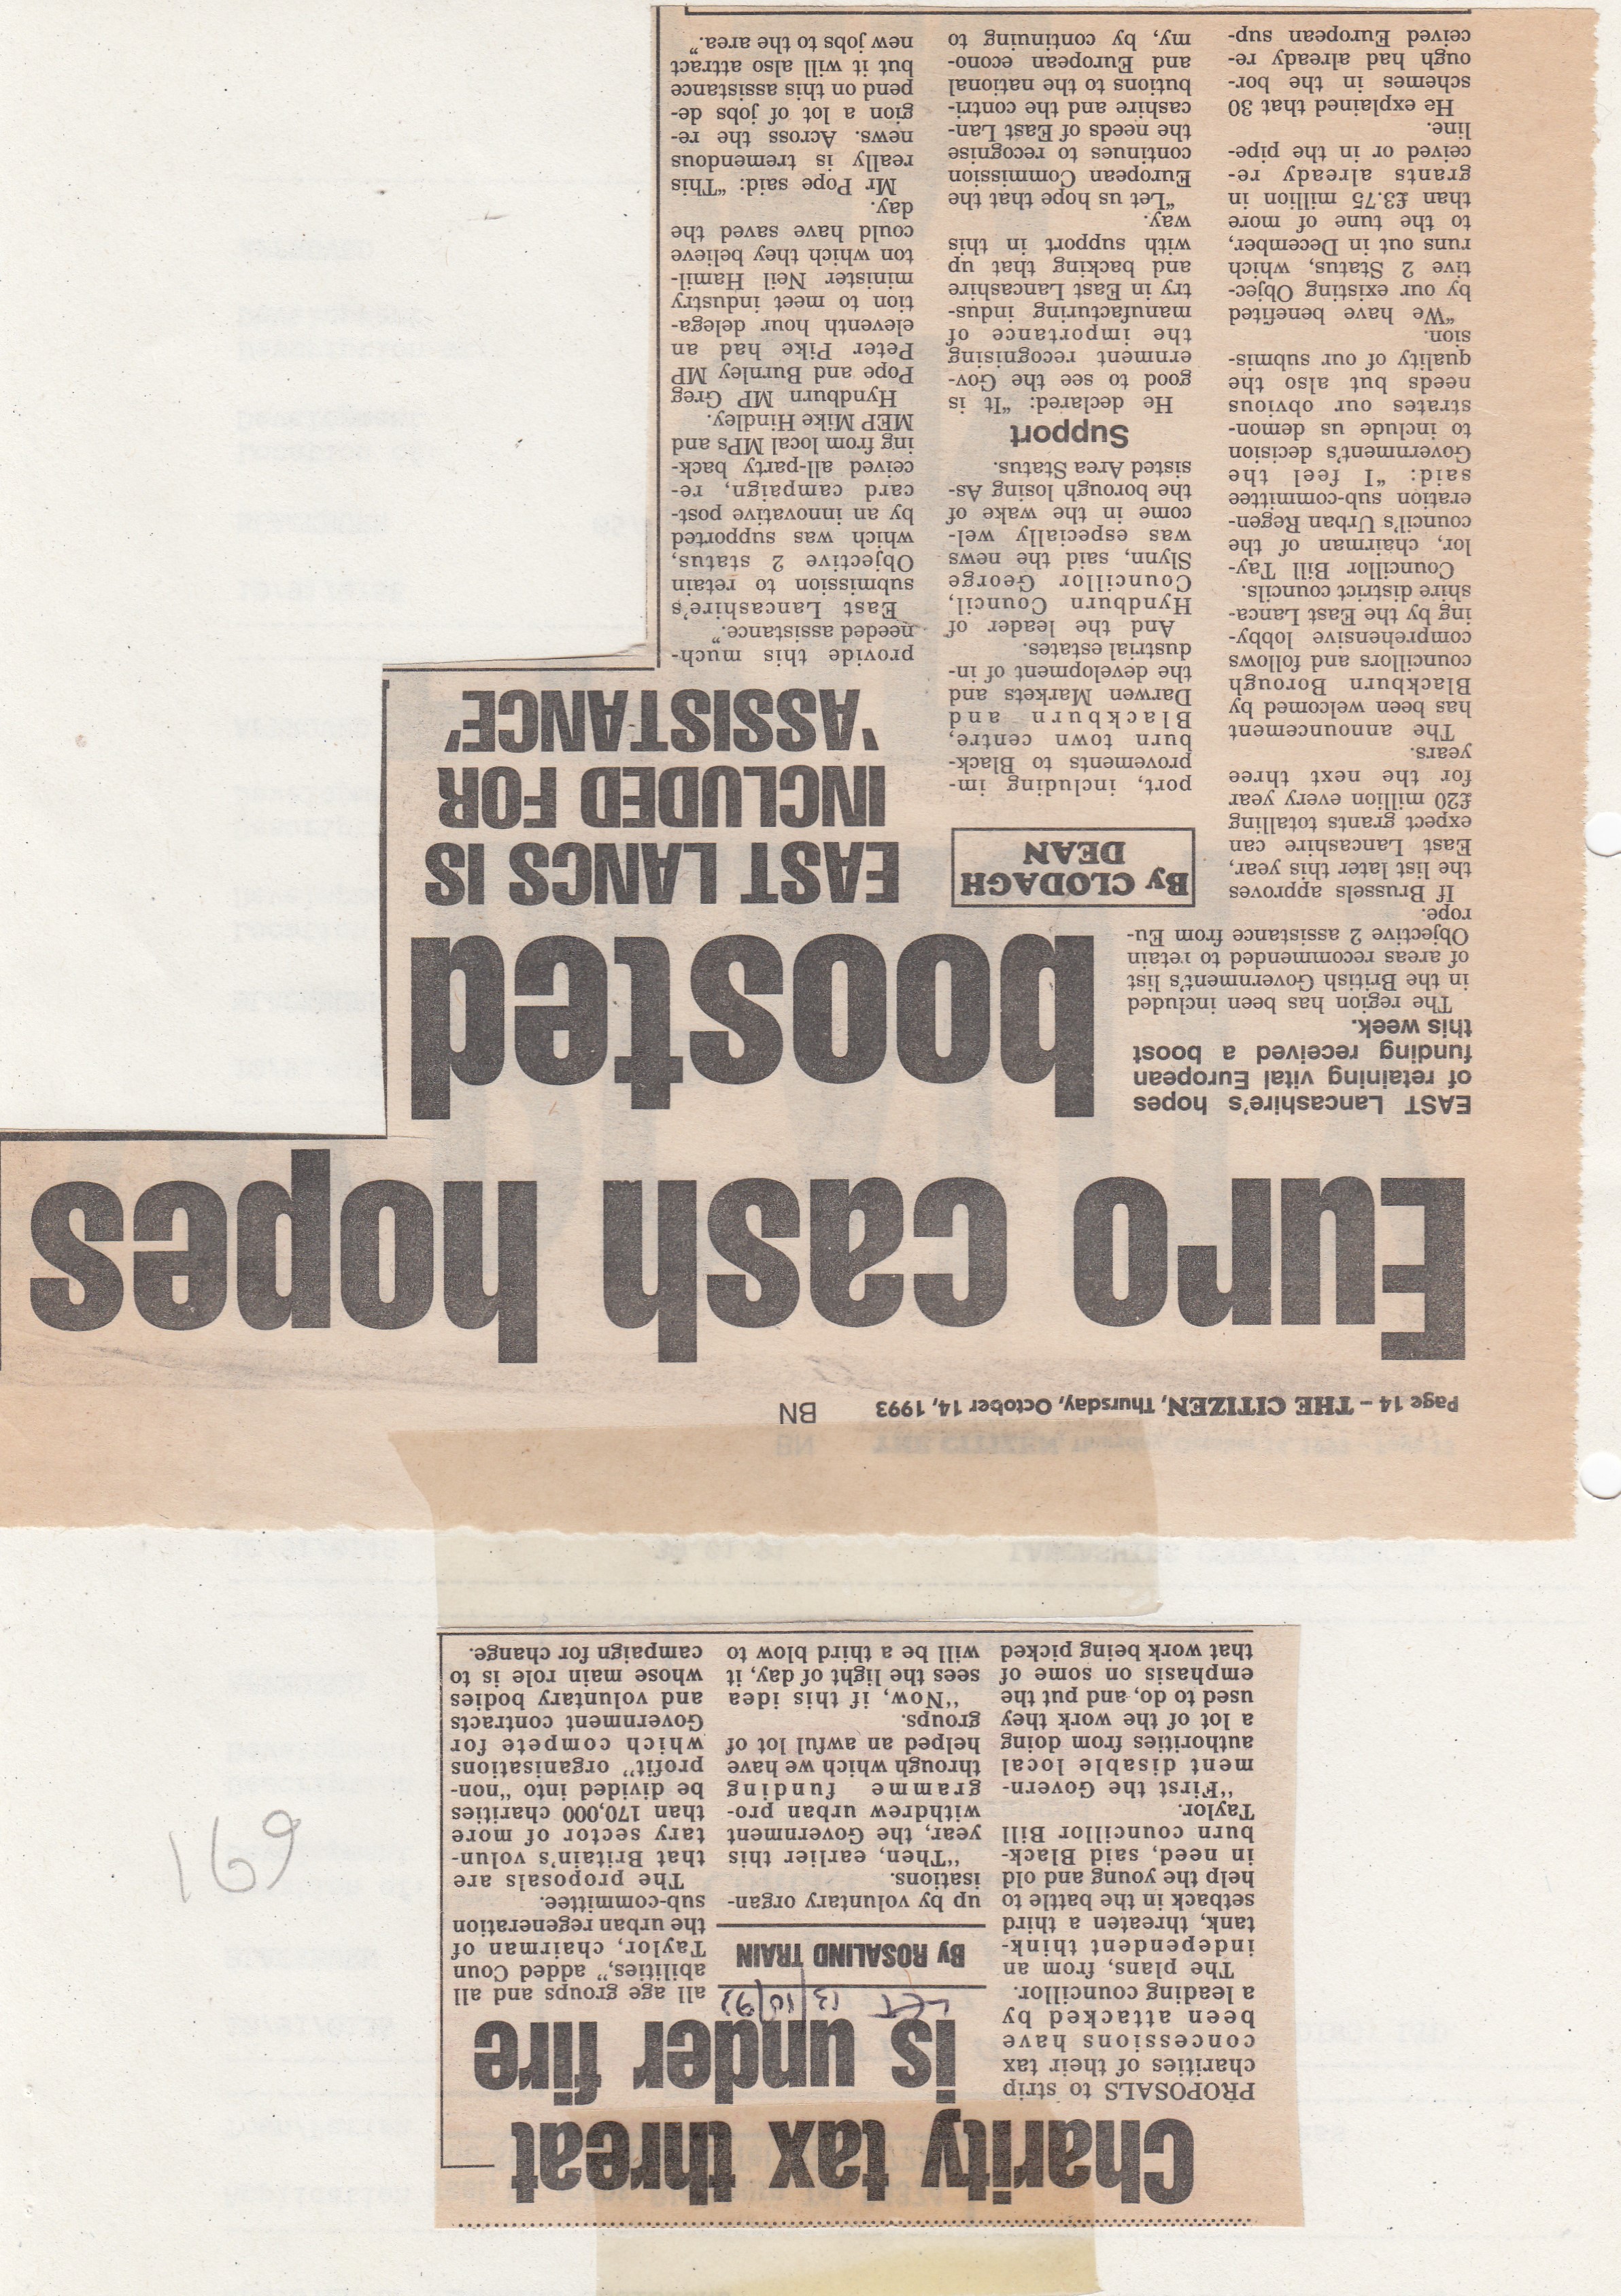 Charity tax threat
is under fire
LET 13/10/93
By ROSALIND TRAIN
PROPOSALS to strip
charities of their tax
concessions have
been attacked by
a leading councillor.
The plans, from an
independent think-
tank, threaten a third
setback in the battle to
help the young and old
in need, said Black-
burn councillor Bill
Taylor.
“First the Govern-
ment disable local
authorities from doing
a lot of the work they
used to do, and put the
emphasis on some of
that work being picked
up by voluntary organ-
isations.
“Then, earlier this
year, the Government
withdrew urban pro-
gramme funding
through which we have
helped an awful lot of
groups.
“Now, if this idea
sees the light of day, it
will be a third blow to
all age groups and all
abilities,” added Coun
Taylor, chairman of
the urban regeneration
sub-committee.
The proposals are
that Britain’s volun-
tary sector of more
than 170,000 charities
be divided into “non-
profit” organisations
which compete for
Government contracts
and voluntary bodies
whose main role is to
campaign for change.
169
Page 14 – THE CITIZEN, Thursday, October 14, 1993
BN
Euro cash hopes
boosted
EAST LANCS IS
INCLUDED FOR
‘ASSISTANCE’
By CLODAGH
DEAN
EAST Lancashire’s hopes
of retaining vital European
funding received a boost
this week.
The region has been included
in the British Government’s list
of areas recommended to retain
Objective 2 assistance from Eu-
rope.
If Brussels approves
the list later this year,
East Lancashire can
expect grants totalling
£20 million every year
for the next three
years.
The announcement
has been welcomed by
Blackburn Borough
councillors and follows
comprehensive lobby-
ing by the East Lanca-
shire district councils.
Councillor Bill Tay-
lor, chairman of the
council’s Urban Regen-
eration sub-committee
said: “I feel the
Government’s decision
to include us demon-
strates our obvious
needs but also the
quality of our submis-
sion.
“We have benefited
by our existing Objec-
tive 2 Status, which
runs out in December,
to the tune of more
than £3.75 million in
grants already re-
ceived or in the pipe-
line.
He explained that 30
schemes in the bor-
ough had already re-
ceived European sup-
port, including im-
provements to Black-
burn town centre,
Blackburn and
Darwen Markets and
the development of in-
dustrial estates.
And the leader of
Hyndburn Council,
Councillor George
Slynn, said the news
was especially wel-
come in the wake of
the borough losing As-
sisted Area Status.
Support
He declared: “It is
good to see the Gov-
ernment recognising
the importance of
manufacturing indus-
try in East Lancashire
and backing that up
with support in this
way.
“Let us hope that the
European Commission
continues to recognise
the needs of East Lan-
cashire and the contri-
butions to the national
and European econo-
my, by continuing to
provide this much-
needed assistance.”
East Lancashire’s
submission to retain
Objective 2 status,
which was supported
by an innovative post-
card campaign, re-
ceived all-party back-
ing from local MPs and
MEP Mike Hindley.
Hyndburn MP Greg
Pope and Burnley MP
Peter Pike had an
eleventh hour delega-
tion to meet industry
minister Neil Hamil-
ton which they believe
could have saved the
day.
Mr Pope said: “This
really is tremendous
news. Across the re-
gion a lot of jobs de-
pend on this assistance
but it will also attract
new jobs to the area.”